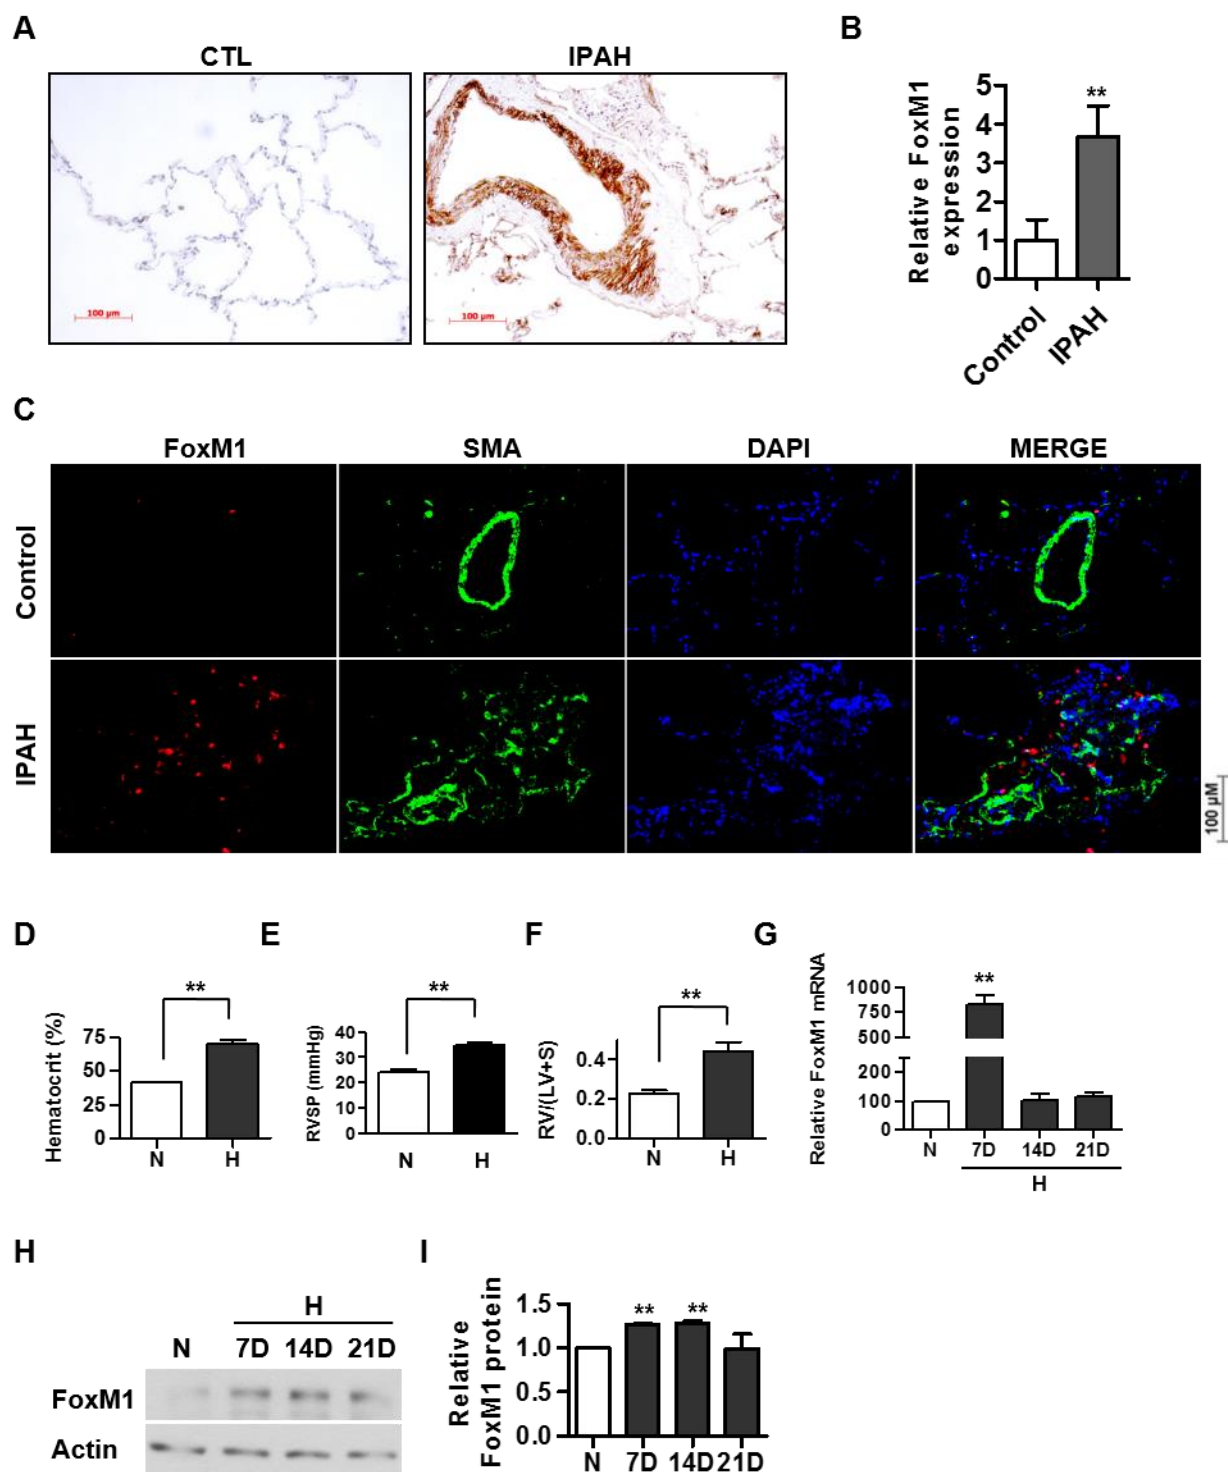 A
CTL
IPAH
100 µm
100 µm
B
Relative FoxM1
expression
5
4
3
2
1
0
**
Control
IPAH
C
FoxM1
SMA
DAPI
MERGE
Control
IPAH
100 µM
D
Hematocrit (%)
75
50
25
0
**
N
H
E
RVSP (mmHg)
40
30
20
10
0
**
N
H
F
RV/(LV+S)
0.4
0.2
0.0
**
N
H
G
Relative FoxM1 mRNA
1000
750
500
200
100
0
**
N
7D
14D
21D
H
H
H
N
7D
14D
21D
FoxM1
Actin
I
Relative
FoxM1 protein
1.5
1.0
0.5
0.0
**
**
N
7D
14D
21D